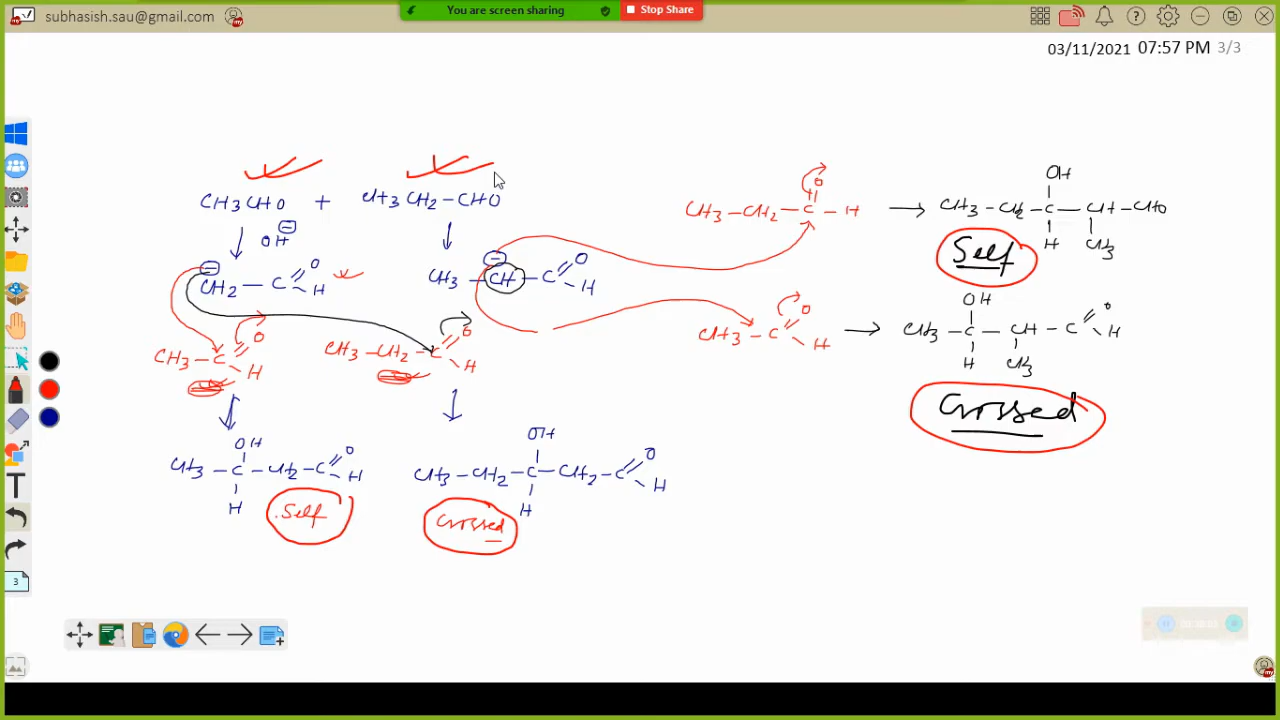 subhasish.sau@gmail.com
You are screen sharing
Stop Share
03/11/2021 07:57 PM 3/3
CH3CHO + CH3CH2-CHO
OH⊖
⊖CH2-C O H
CH3-⊖CH-C O H
CH3-C O H
CH3-CH2-C O H
OH
CH3-C-CH2-C O H
H
Self
OH
CH3-CH2-C-CH2-C O H
H
Crossed
O
CH3-CH2-C-H →
OH
CH3-CH2-C-CH-CHO
H CH3
Self
CH3-C O H →
OH
CH3-C-CH-C O H
H CH3
Crossed
T
3